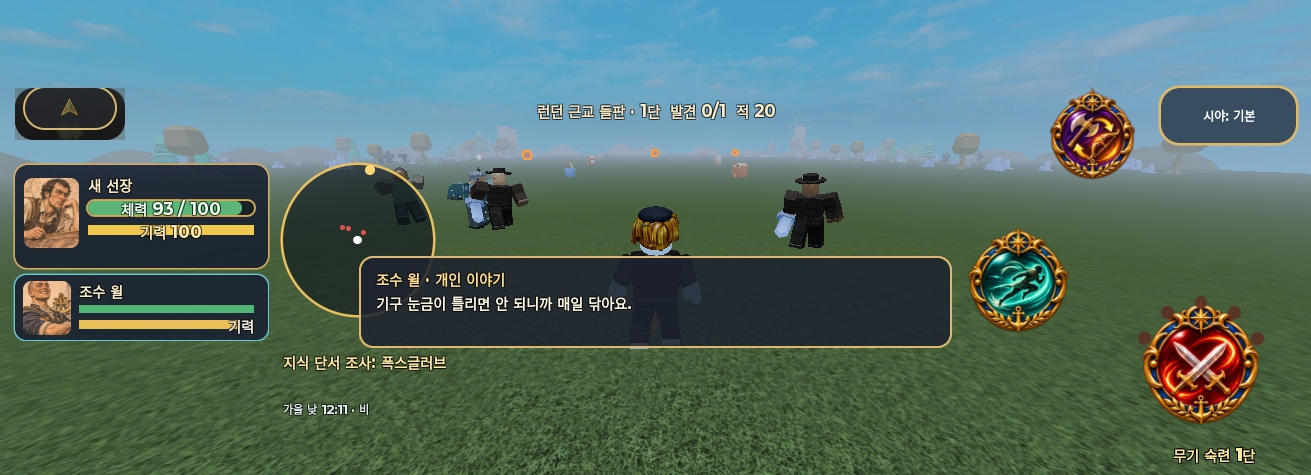 런던 근교 들판 · 1단 발견 0/1 적 20
시야: 기본
새 선장
체력 93 / 100
기력 100
조수 윌
기력
조수 윌 · 개인 이야기
기구 눈금이 틀리면 안 되니까 매일 닦아요.
지식 단서 조사: 폭스글러브
가을 낮 12:11 · 비
무기 숙련 1단